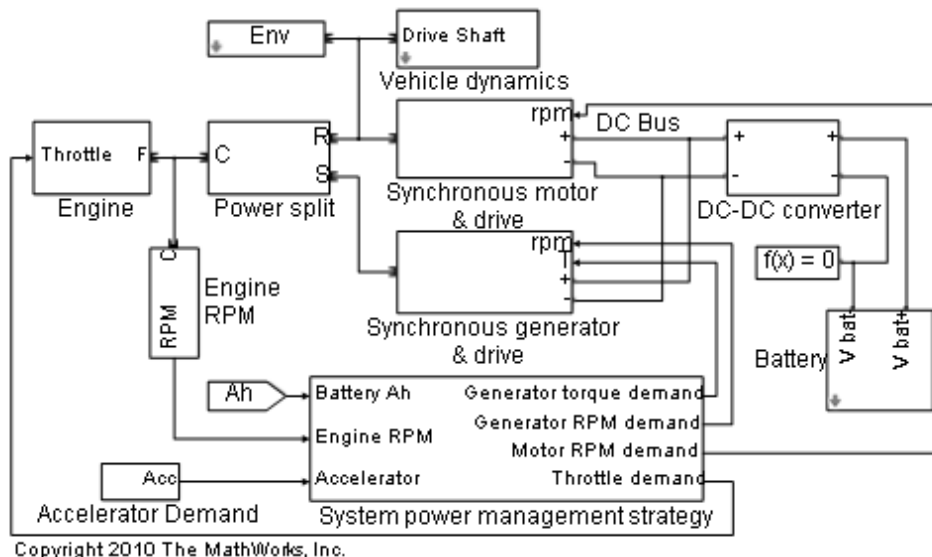 Env
Drive Shaft
Vehicle dynamics
Throttle F
Engine
C R
S
Power split
rpm
+
-
Synchronous motor
& drive
DC Bus
+ +
- -
DC-DC converter
rpm
T
+
-
Synchronous generator
& drive
f(x) = 0
C
RPM
Engine
RPM
V bat-
V bat+
Battery
Ah
Battery Ah
Engine RPM
Accelerator
Generator torque demand
Generator RPM demand
Motor RPM demand
Throttle demand
Acc
Accelerator Demand
System power management strategy
Copyright 2010 The MathWorks, Inc.